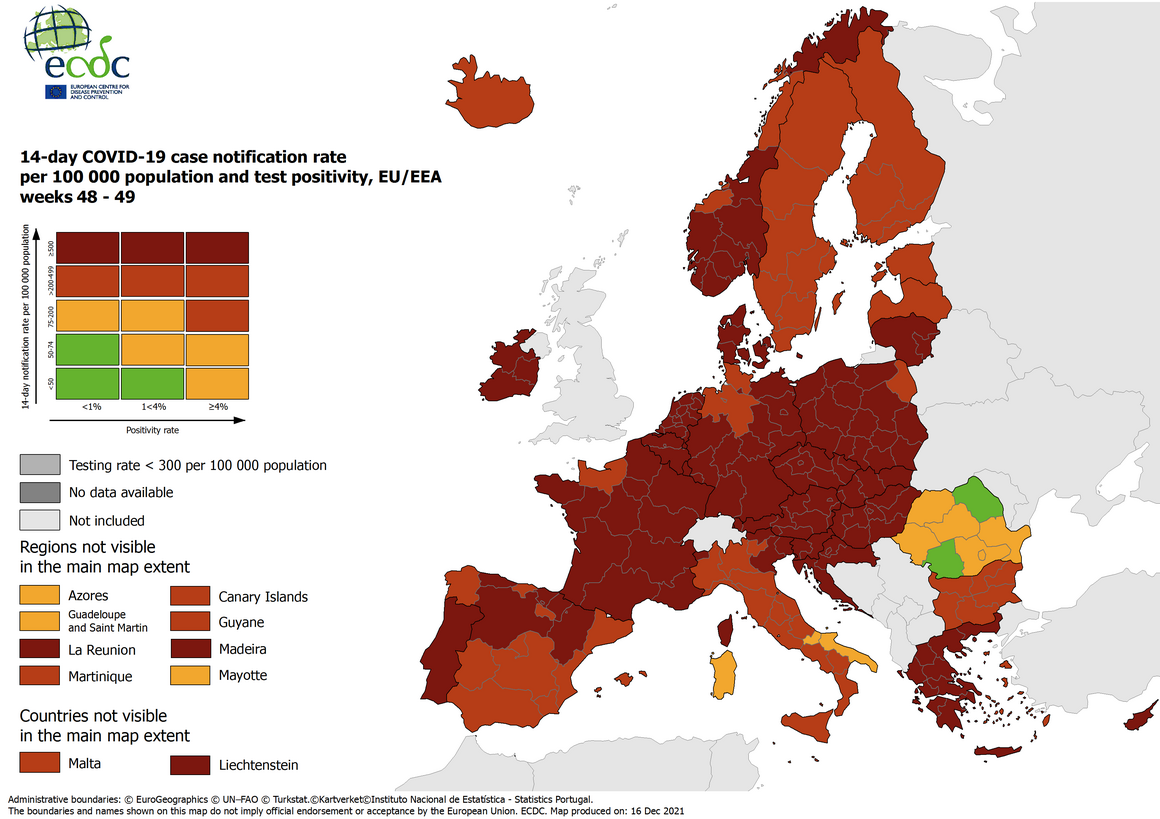 ecdc
EUROPEAN CENTRE FOR
DISEASE PREVENTION
AND CONTROL
14-day COVID-19 case notification rate
per 100 000 population and test positivity, EU/EEA
weeks 48 - 49
14-day notification rate per 100 000 population
≥500
>200-499
75-200
50-74
<50
<1%
1<4%
≥4%
Positivity rate
Testing rate < 300 per 100 000 population
No data available
Not included
Regions not visible
in the main map extent
Azores
Canary Islands
Guadeloupe
and Saint Martin
Guyane
La Reunion
Madeira
Martinique
Mayotte
Countries not visible
in the main map extent
Malta
Liechtenstein
Administrative boundaries: © EuroGeographics © UN–FAO © Turkstat.©Kartverket©Instituto Nacional de Estatística - Statistics Portugal.
The boundaries and names shown on this map do not imply official endorsement or acceptance by the European Union. ECDC. Map produced on: 16 Dec 2021